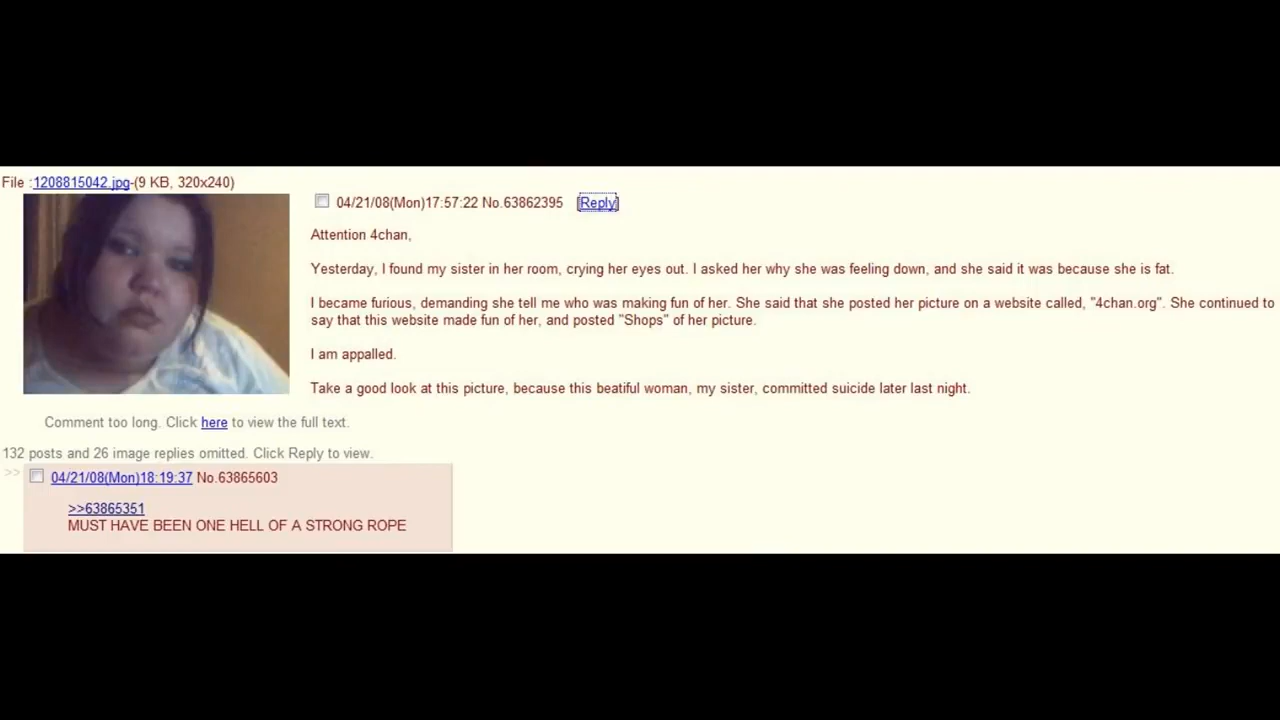 File :1208815042.jpg-(9 KB, 320x240)
04/21/08(Mon)17:57:22 No.63862395 [Reply]
Attention 4chan,
Yesterday, I found my sister in her room, crying her eyes out. I asked her why she was feeling down, and she said it was because she is fat.
I became furious, demanding she tell me who was making fun of her. She said that she posted her picture on a website called, "4chan.org". She continued to
say that this website made fun of her, and posted "Shops" of her picture.
I am appalled.
Take a good look at this picture, because this beatiful woman, my sister, committed suicide later last night.
Comment too long. Click here to view the full text.
132 posts and 26 image replies omitted. Click Reply to view.
>> 04/21/08(Mon)18:19:37 No.63865603
>>63865351
MUST HAVE BEEN ONE HELL OF A STRONG ROPE